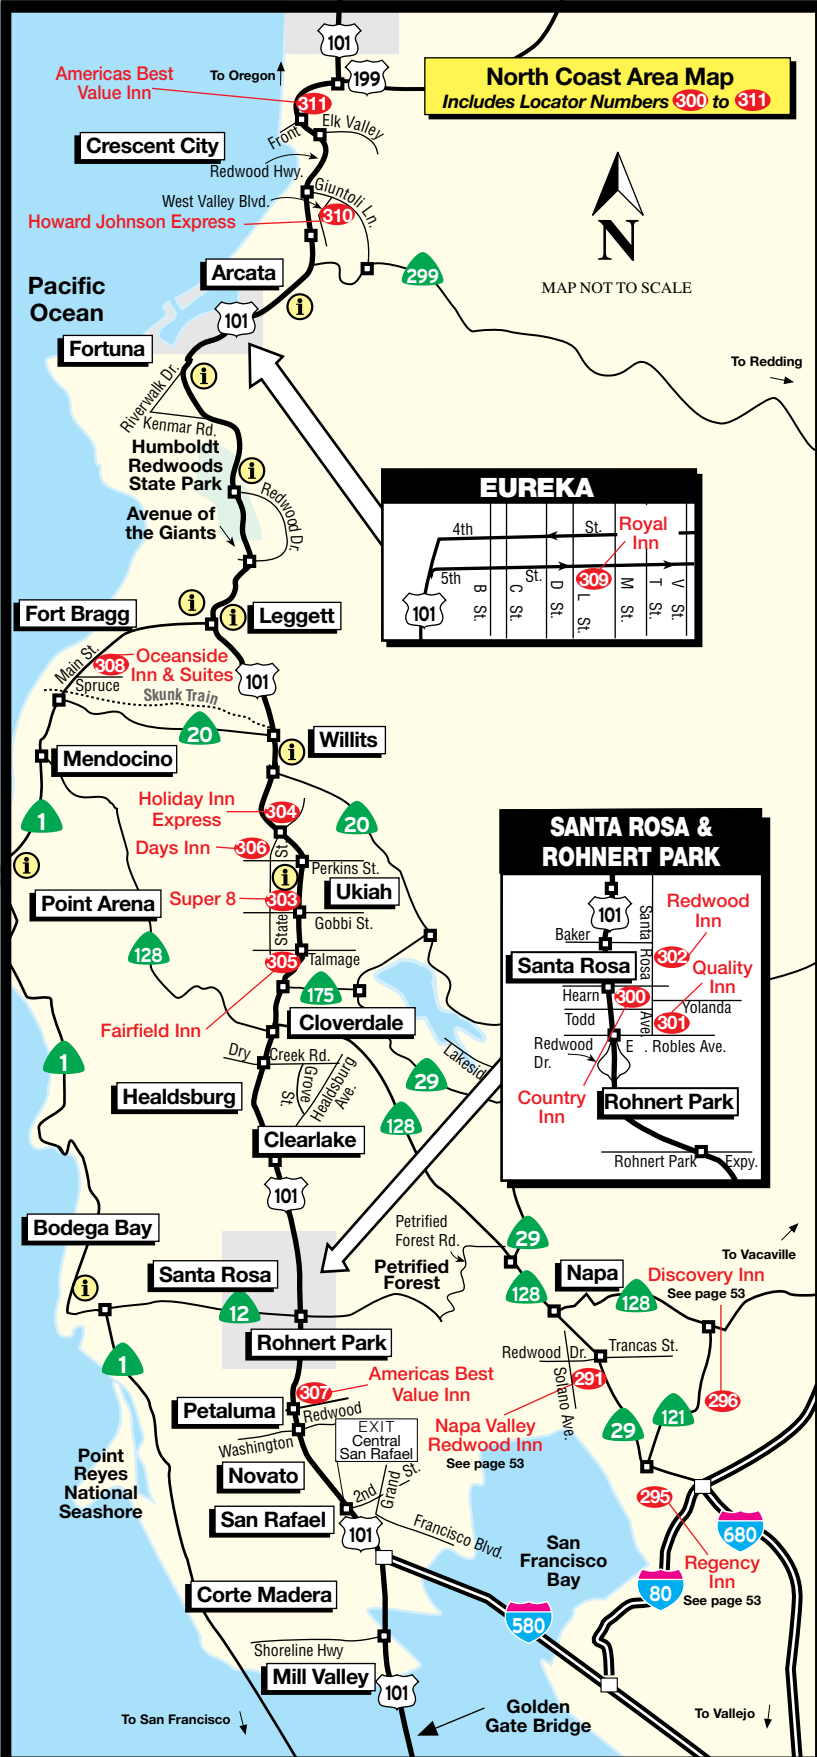 101
199
To Oregon
Americas Best
Value Inn
311
North Coast Area Map
Includes Locator Numbers 300 to 311
Front
Elk Valley
Crescent City
Redwood Hwy.
West Valley Blvd.
Giuntoli Ln.
310
Howard Johnson Express
N
MAP NOT TO SCALE
Arcata
299
Pacific
Ocean
101
Fortuna
To Redding
Riverwalk Dr.
Kenmar Rd.
Humboldt
Redwoods
State Park
Redwood Dr.
Avenue of
the Giants
EUREKA
4th
St.
Royal
Inn
5th
St.
309
101
B St.
C St.
D St.
L St.
M St.
T St.
V St.
Fort Bragg
Leggett
Main St.
308
Oceanside
Inn & Suites
Spruce
Skunk Train
101
20
Willits
Mendocino
1
Holiday Inn
Express
304
20
Days Inn
306
St.
Perkins St.
Ukiah
Super 8
303
Point Arena
State
Gobbi St.
128
305
Talmage
175
Fairfield Inn
Cloverdale
1
Dry
Creek Rd.
Grove St.
Healdsburg Ave.
Lakeside
29
Healdsburg
128
Clearlake
101
SANTA ROSA &
ROHNERT PARK
101
Santa Rosa Ave.
Redwood
Inn
Baker
Santa Rosa
302
Quality
Inn
Hearn
300
Yolanda
Todd
301
Redwood
Dr.
E. Robles Ave.
Country
Inn
Rohnert Park
Rohnert Park
Expy.
Bodega Bay
Petrified
Forest Rd.
29
To Vacaville
Santa Rosa
Petrified
Forest
Napa
Discovery Inn
See page 53
128
128
12
1
Rohnert Park
Redwood Dr.
Trancas St.
Solano Ave.
291
Americas Best
Value Inn
307
296
Petaluma
Redwood
Washington
Napa Valley
Redwood Inn
See page 53
29
121
EXIT
Central
San Rafael
Point
Reyes
National
Seashore
Novato
2nd
St.
Grand
295
San Rafael
101
Francisco Blvd.
680
San
Francisco
Bay
Regency
Inn
See page 53
80
Corte Madera
580
Shoreline Hwy
Mill Valley
101
Golden
Gate Bridge
To San Francisco
To Vallejo